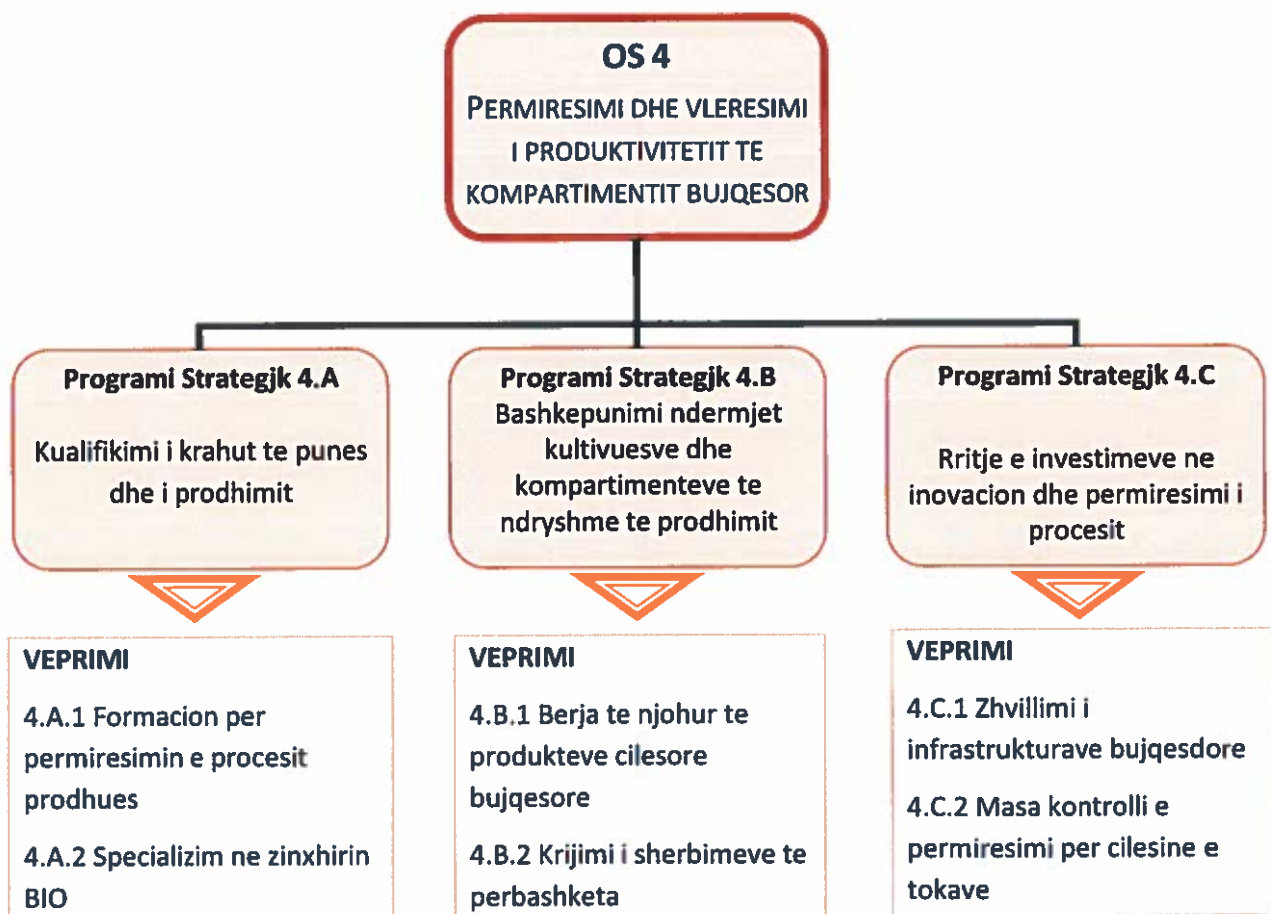 OS 4
PERMIRESIMI DHE VLERESIMI
I PRODUKTIVITETIT TE
KOMPARTIMENTIT BUJQESOR
Programi Strategjk 4.A
Kualifikimi i krahut te punes
dhe i prodhimit
Programi Strategjk 4.B
Bashkepunimi ndermjet
kultivuesve dhe
kompartimenteve te
ndryshme te prodhimit
Programi Strategjk 4.C
Rritje e investimeve ne
inovacion dhe permiresimi i
procesit
VEPRIMI
4.A.1 Formacion per
permiresimin e procesit
prodhues
4.A.2 Specializim ne zinxhirin
BIO
VEPRIMI
4.B.1 Berja te njohur te
produkteve cilesore
bujqesore
4.B.2 Krijimi i sherbimeve te
perbashketa
VEPRIMI
4.C.1 Zhvillimi i
infrastrukturave bujqesdore
4.C.2 Masa kontrolli e
permiresimi per cilesine e
tokave